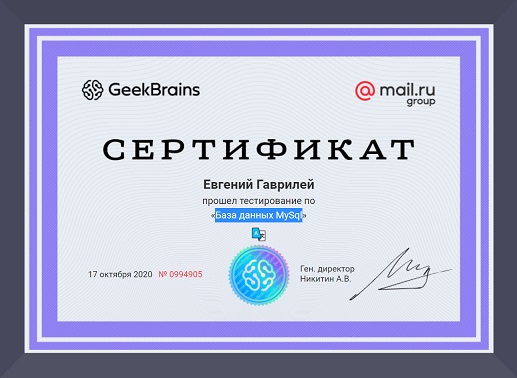 GeekBrains
@mail.ru
group
СЕРТИФИКАТ
Евгений Гаврилей
прошел тестирование по
«База данных MySql»
17 октября 2020 № 0994905
Ген. директор
Никитин А.В.